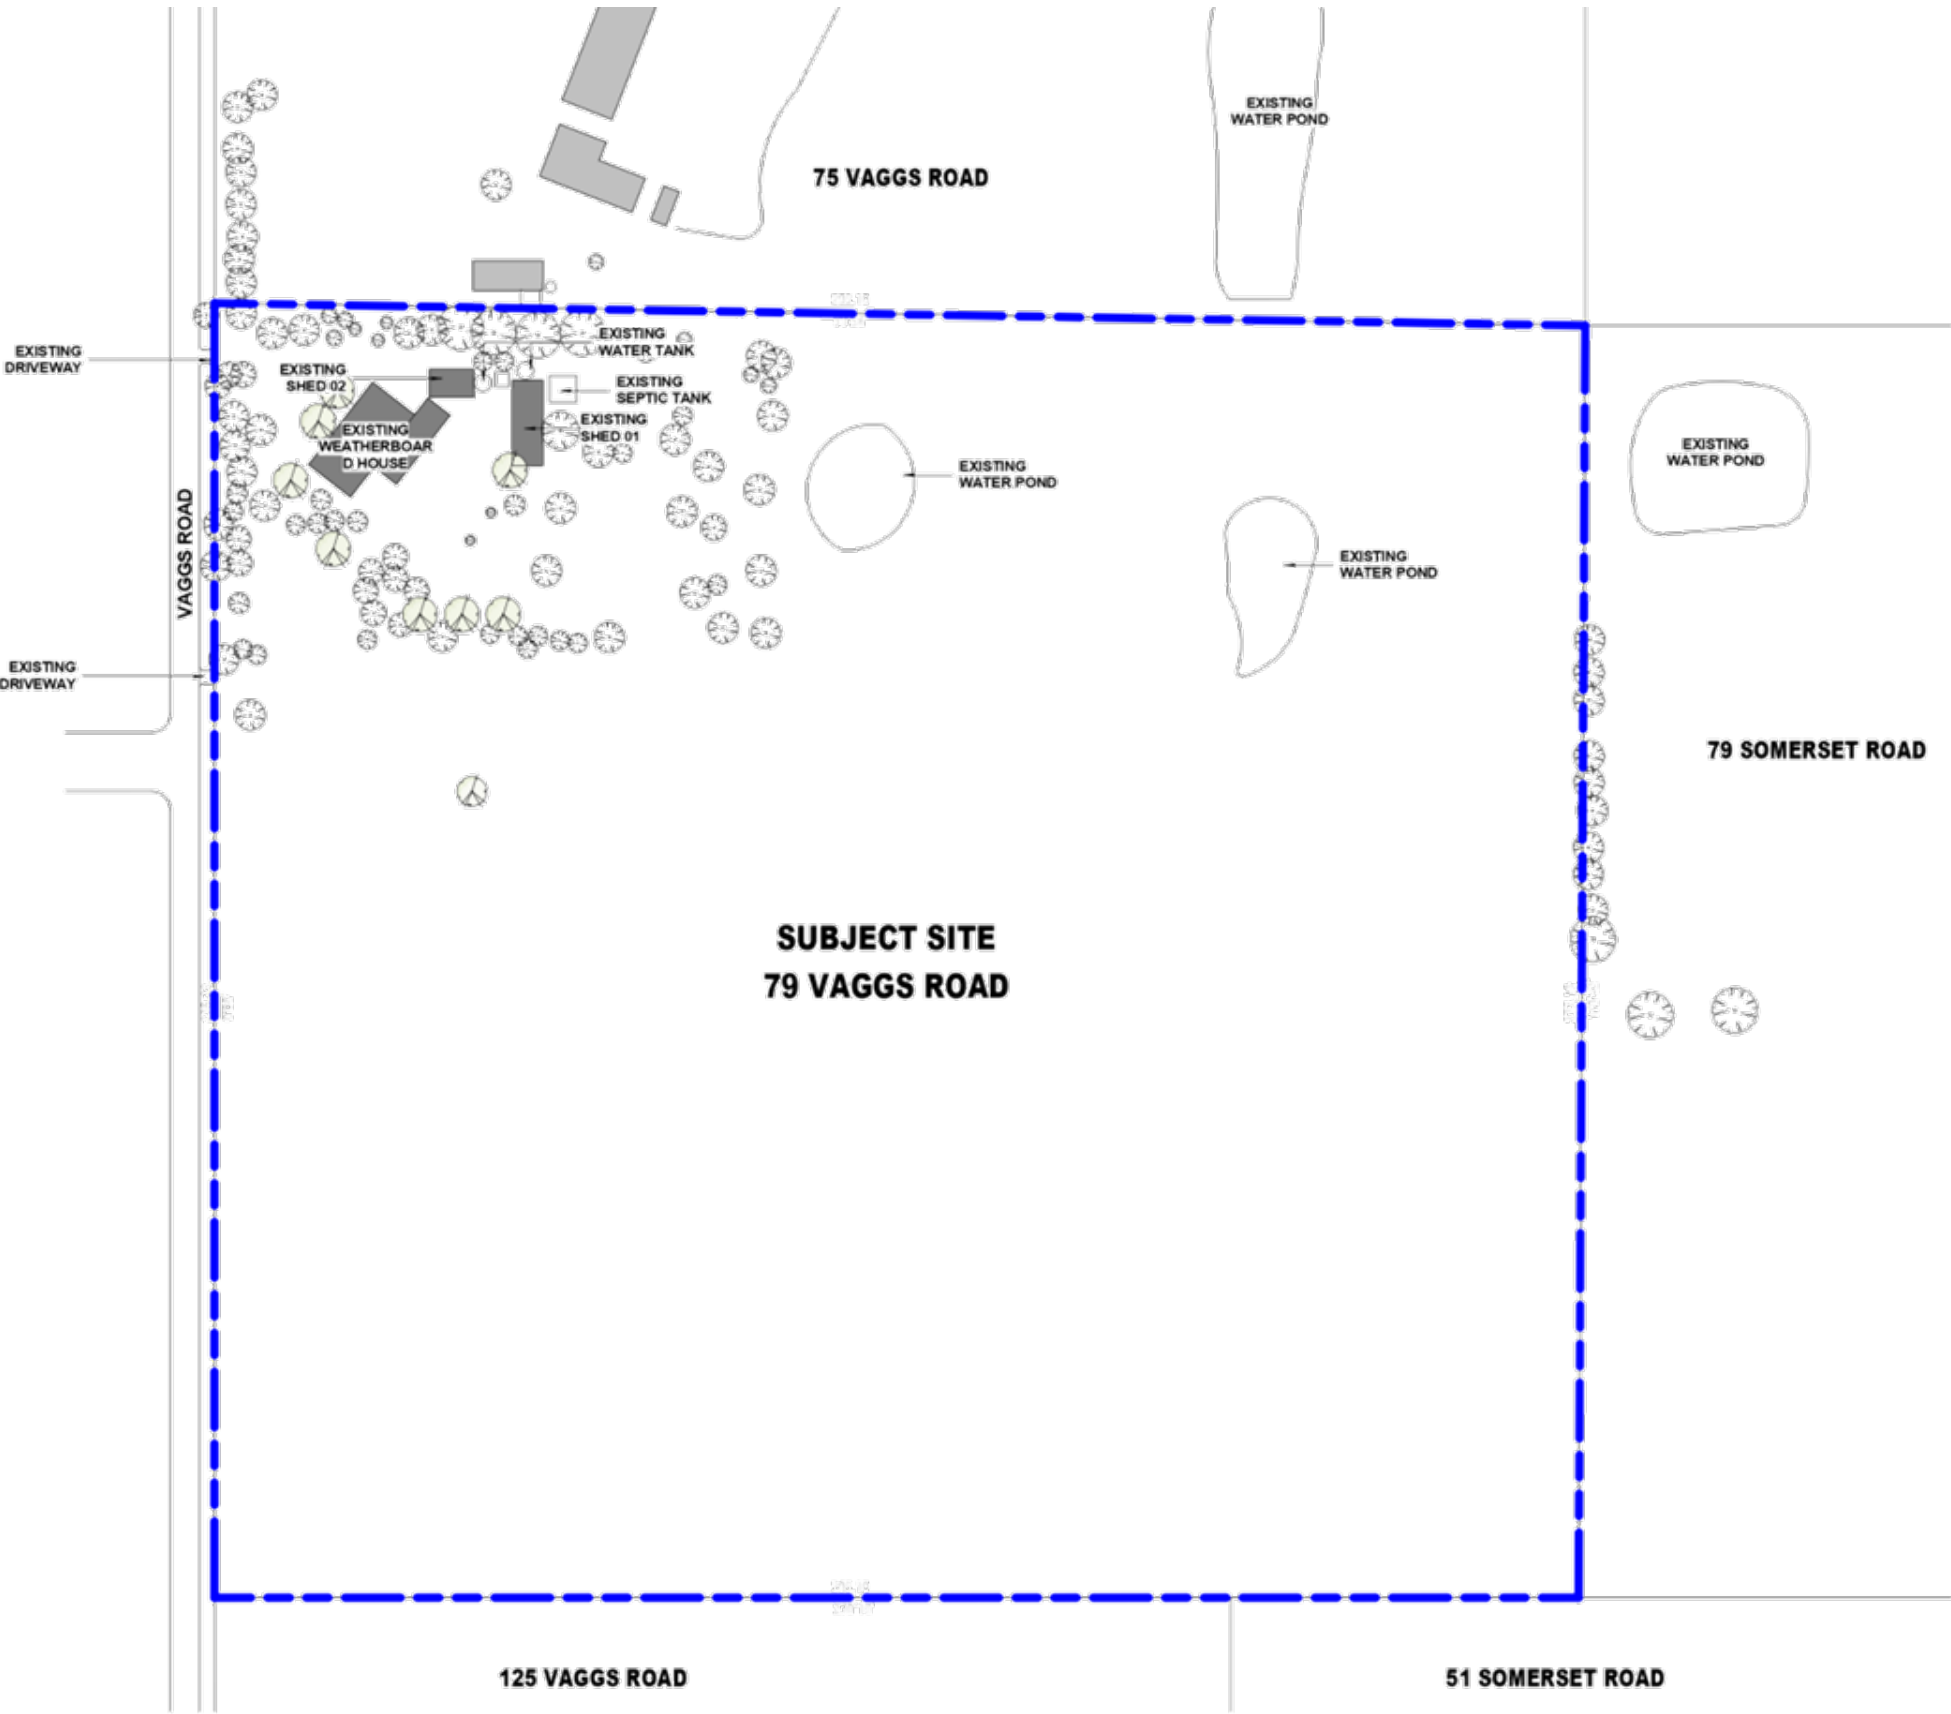 EXISTING
WATER POND
75 VAGGS ROAD
EXISTING
WATER TANK
EXISTING
DRIVEWAY
EXISTING
SHED 02
EXISTING
SEPTIC TANK
EXISTING
SHED 01
EXISTING
WEATHERBOAR
D HOUSE
EXISTING
WATER POND
EXISTING
WATER POND
EXISTING
WATER POND
VAGGS ROAD
EXISTING
DRIVEWAY
79 SOMERSET ROAD
SUBJECT SITE
79 VAGGS ROAD
125 VAGGS ROAD
51 SOMERSET ROAD